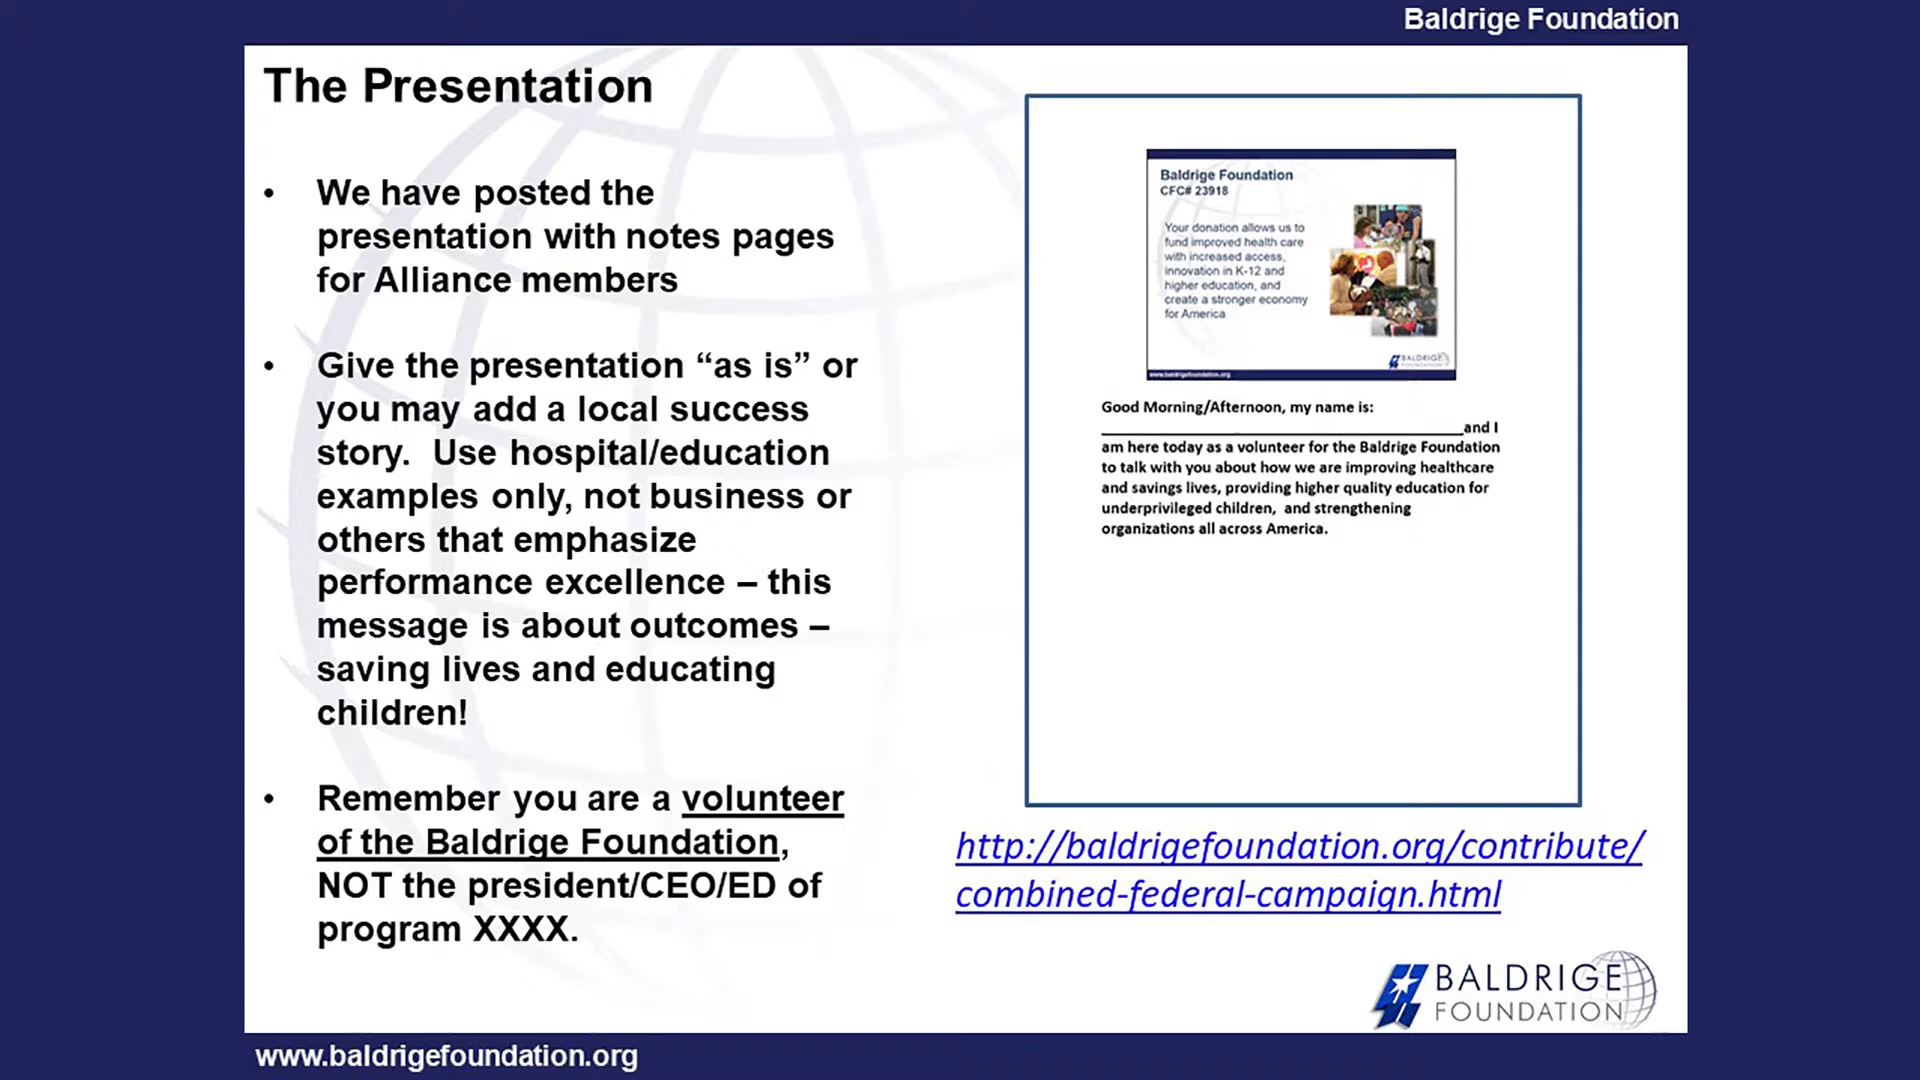 Baldrige Foundation
The Presentation
• We have posted the
presentation with notes pages
for Alliance members
• Give the presentation “as is” or
you may add a local success
story.  Use hospital/education
examples only, not business or
others that emphasize
performance excellence – this
message is about outcomes –
saving lives and educating
children!
• Remember you are a volunteer
of the Baldrige Foundation,
NOT the president/CEO/ED of
program XXXX.
Baldrige Foundation
CFC# 23918
Your donation allows us to
fund improved health care
with increased access,
innovation in K-12 and
higher education, and
create a stronger economy
for America
BALDRIGE
FOUNDATION
www.baldrigefoundation.org
Good Morning/Afternoon, my name is:
and I
am here today as a volunteer for the Baldrige Foundation
to talk with you about how we are improving healthcare
and savings lives, providing higher quality education for
underprivileged children,  and strengthening
organizations all across America.
http://baldrigefoundation.org/contribute/
combined-federal-campaign.html
BALDRIGE
FOUNDATION
www.baldrigefoundation.org